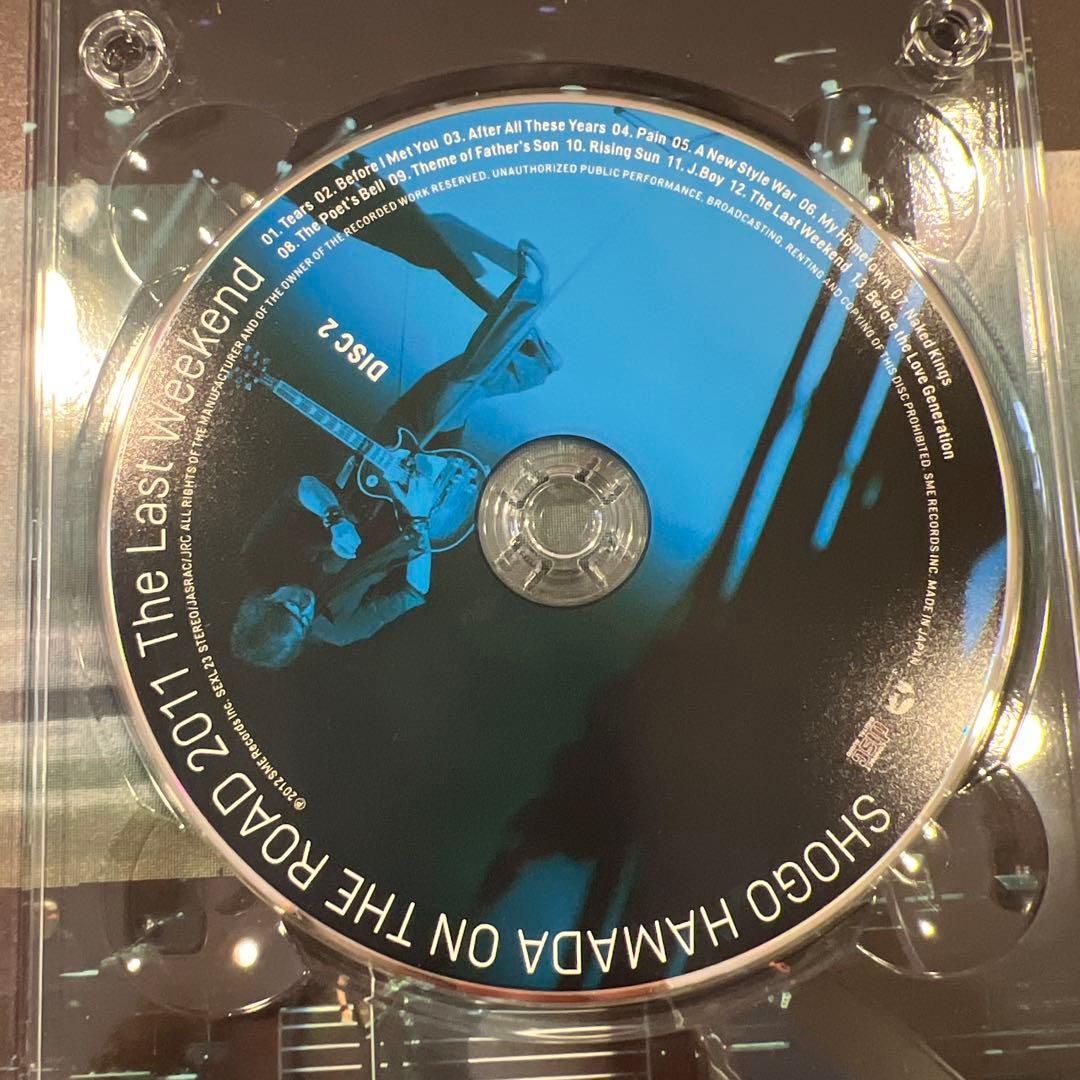 SHOGO HAMADA ON THE ROAD 2011 The Last Weekend
01. Tears 02. Before I Met You 03. After All These Years 04. Pain 05. A New Style War 06. My Hometown 07. Naked Kings
08. The Poet's Bell 09. Theme of Father's Son 10. Rising Sun 11. J.Boy 12. The Last Weekend 13. Before the Love Generation
℗2012 SME Records Inc. SEXL 23 STEREO/JASRAC/JRC ALL RIGHTS OF THE MANUFACTURER AND OF THE OWNER OF THE RECORDED WORK RESERVED. UNAUTHORIZED PUBLIC PERFORMANCE, BROADCASTING, RENTING AND COPYING OF THIS DISC PROHIBITED. SME RECORDS INC. MADE IN JAPAN
DISC 2